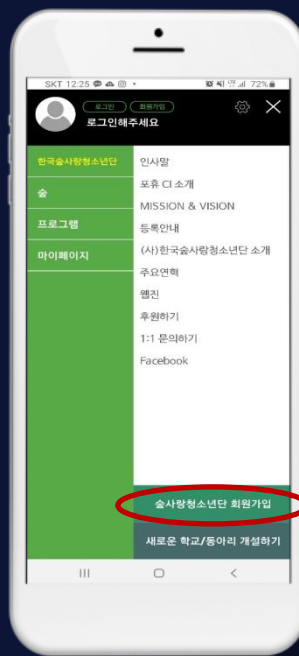 SKT 12:25
72%
로그인
회원가입
로그인해주세요
한국숲사랑청소년단
숲
프로그램
마이페이지
인사말
포휴 CI 소개
MISSION & VISION
등록안내
(사)한국숲사랑청소년단 소개
주요연혁
웹진
후원하기
1:1 문의하기
Facebook
숲사랑청소년단 회원가입
새로운 학교/동아리 개설하기